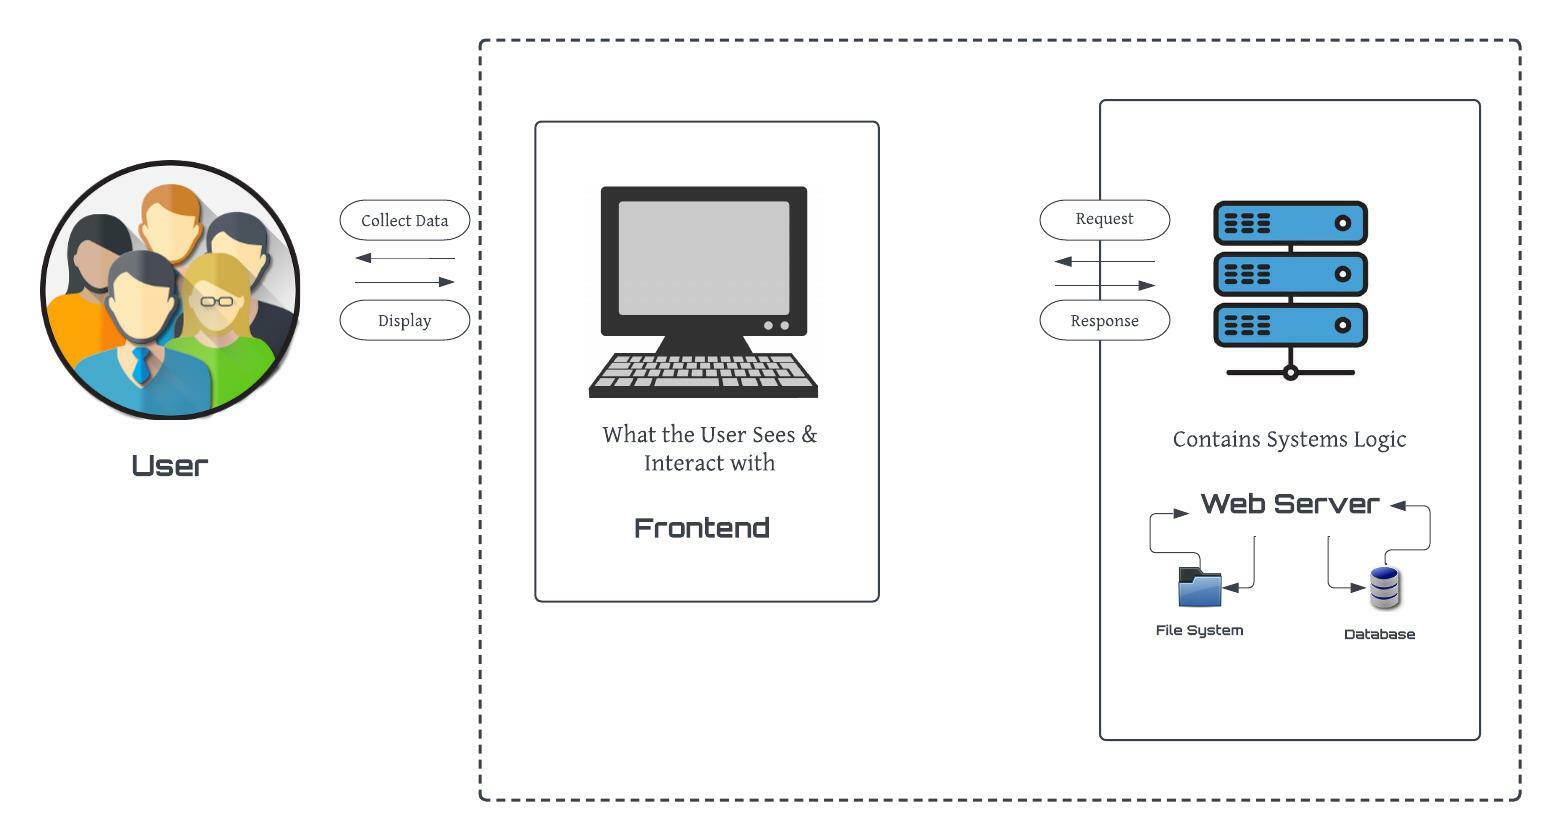 Collect Data
Display
User
What the User Sees &
Interact with
Frontend
Request
Response
Contains Systems Logic
Web Server
File System
Database